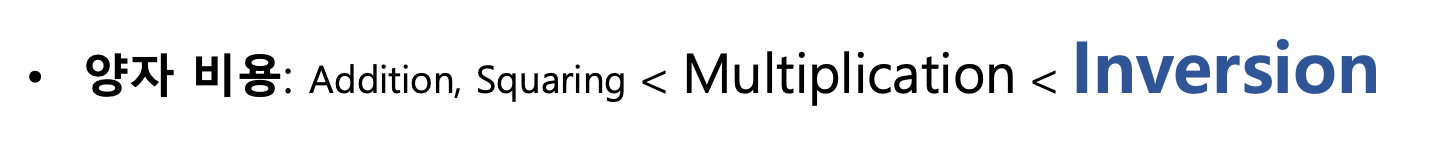 • 양자 비용: Addition, Squaring < Multiplication < Inversion